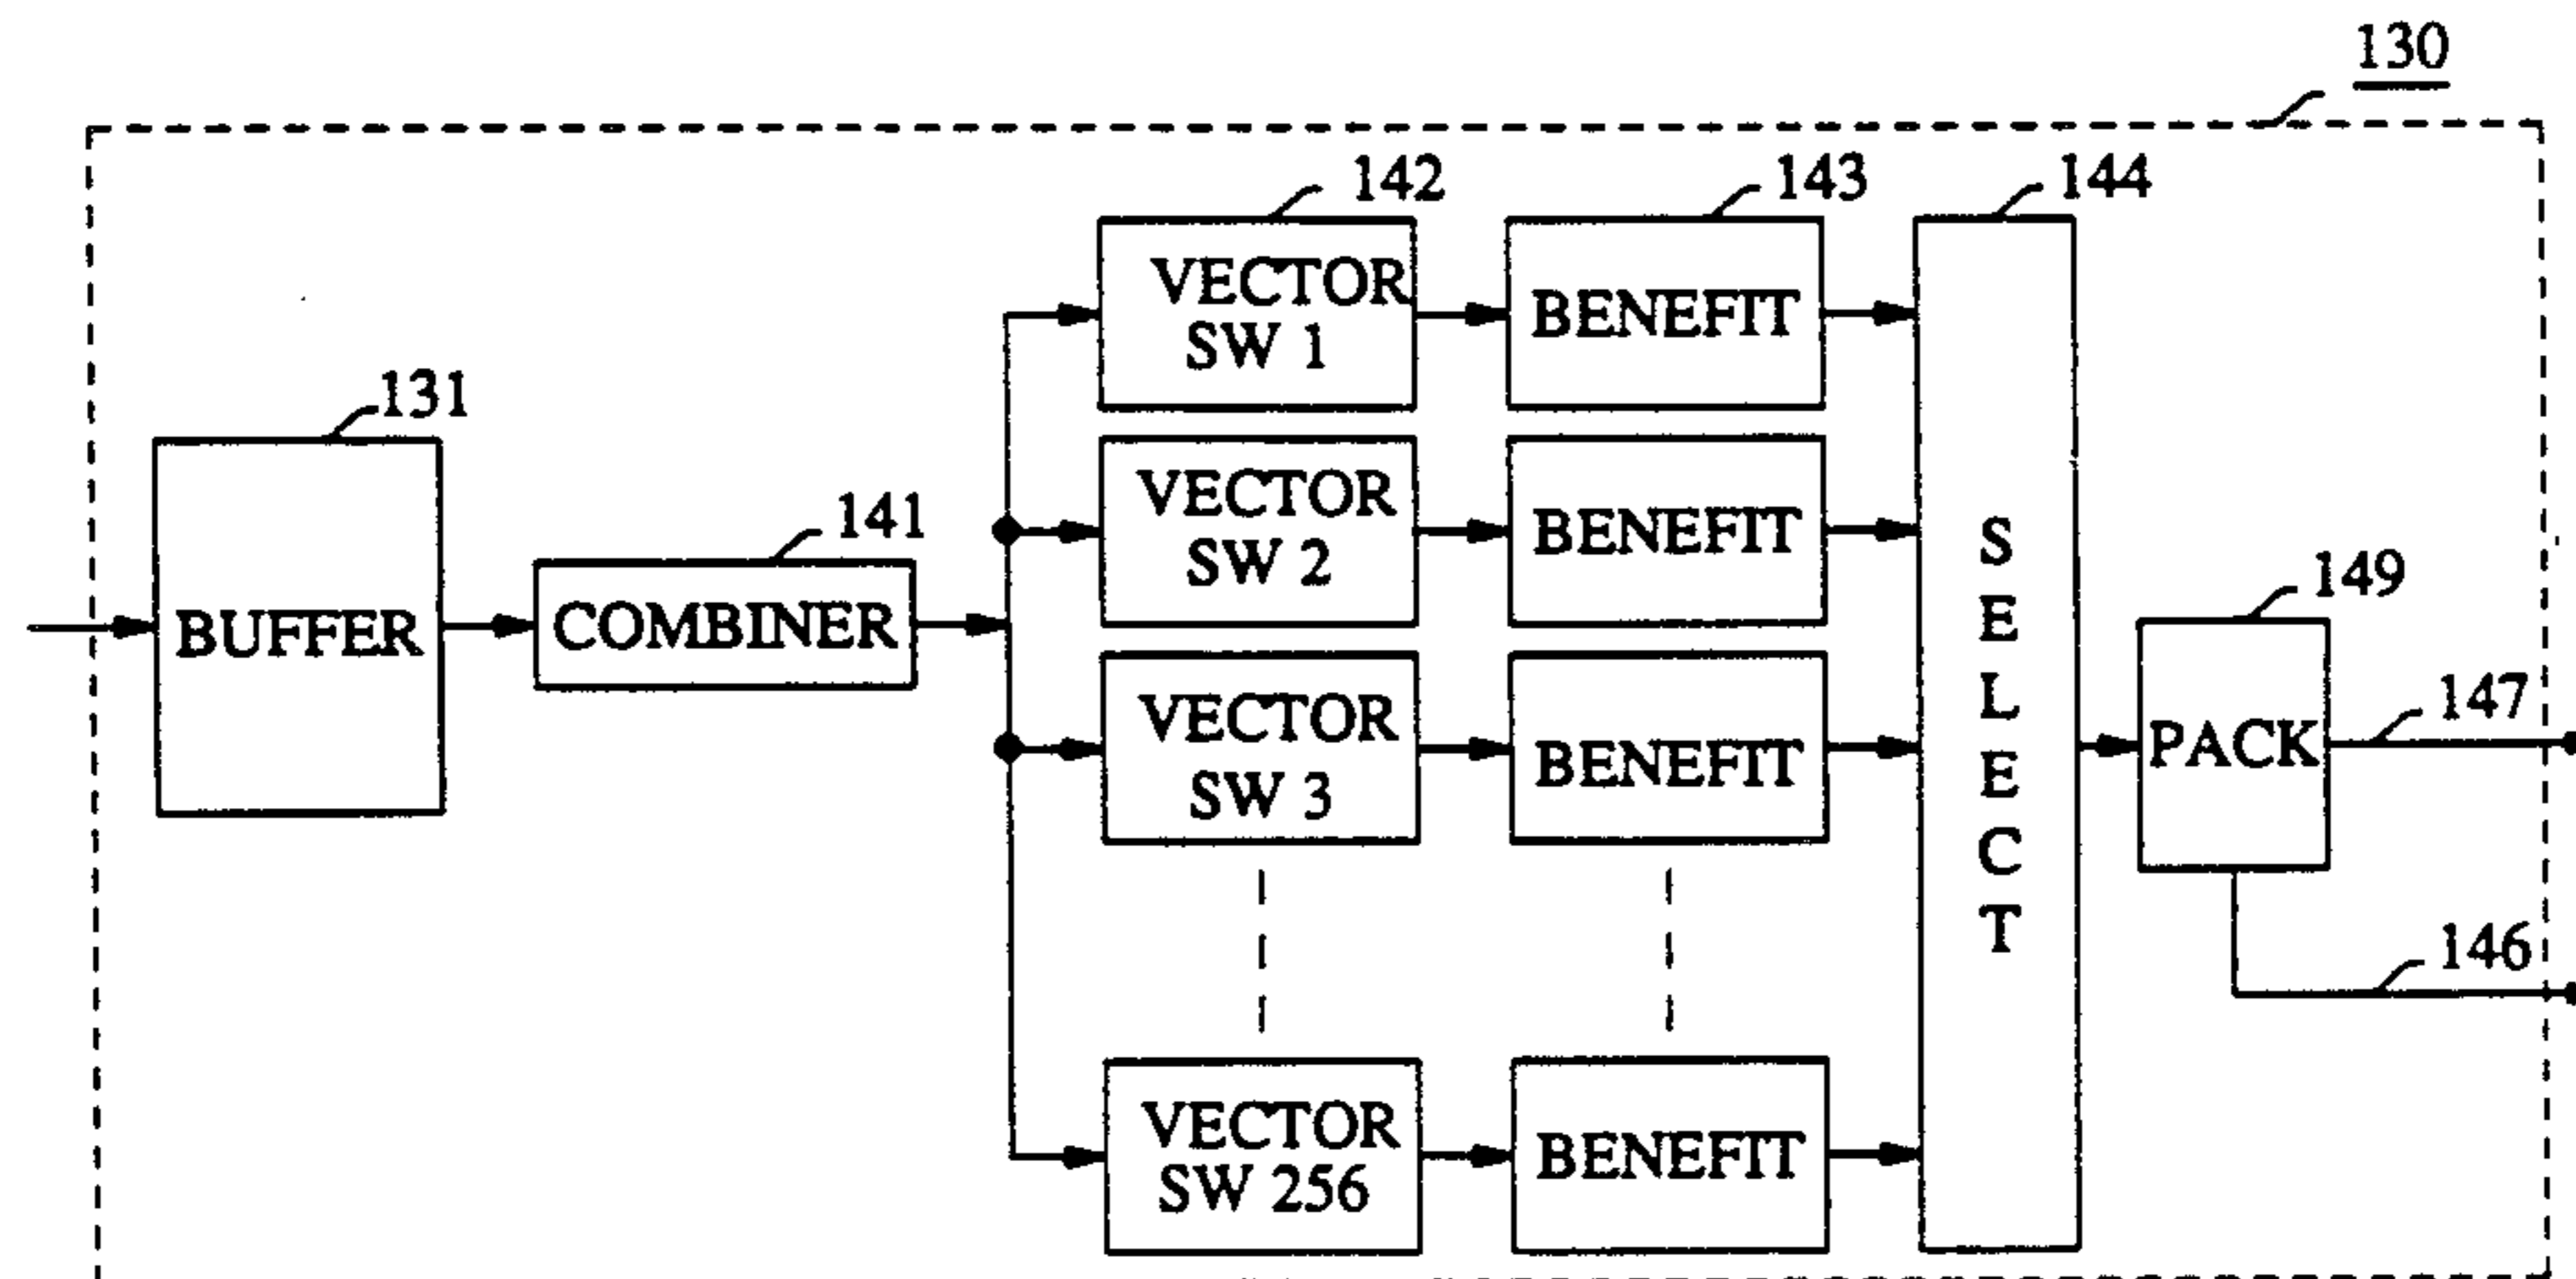 130
142
143
144
VECTOR
SW 1
BENEFIT
131
VECTOR
SW 2
BENEFIT
141
BUFFER
COMBINER
SELECT
149
VECTOR
SW 3
BENEFIT
147
PACK
146
VECTOR
SW 256
BENEFIT